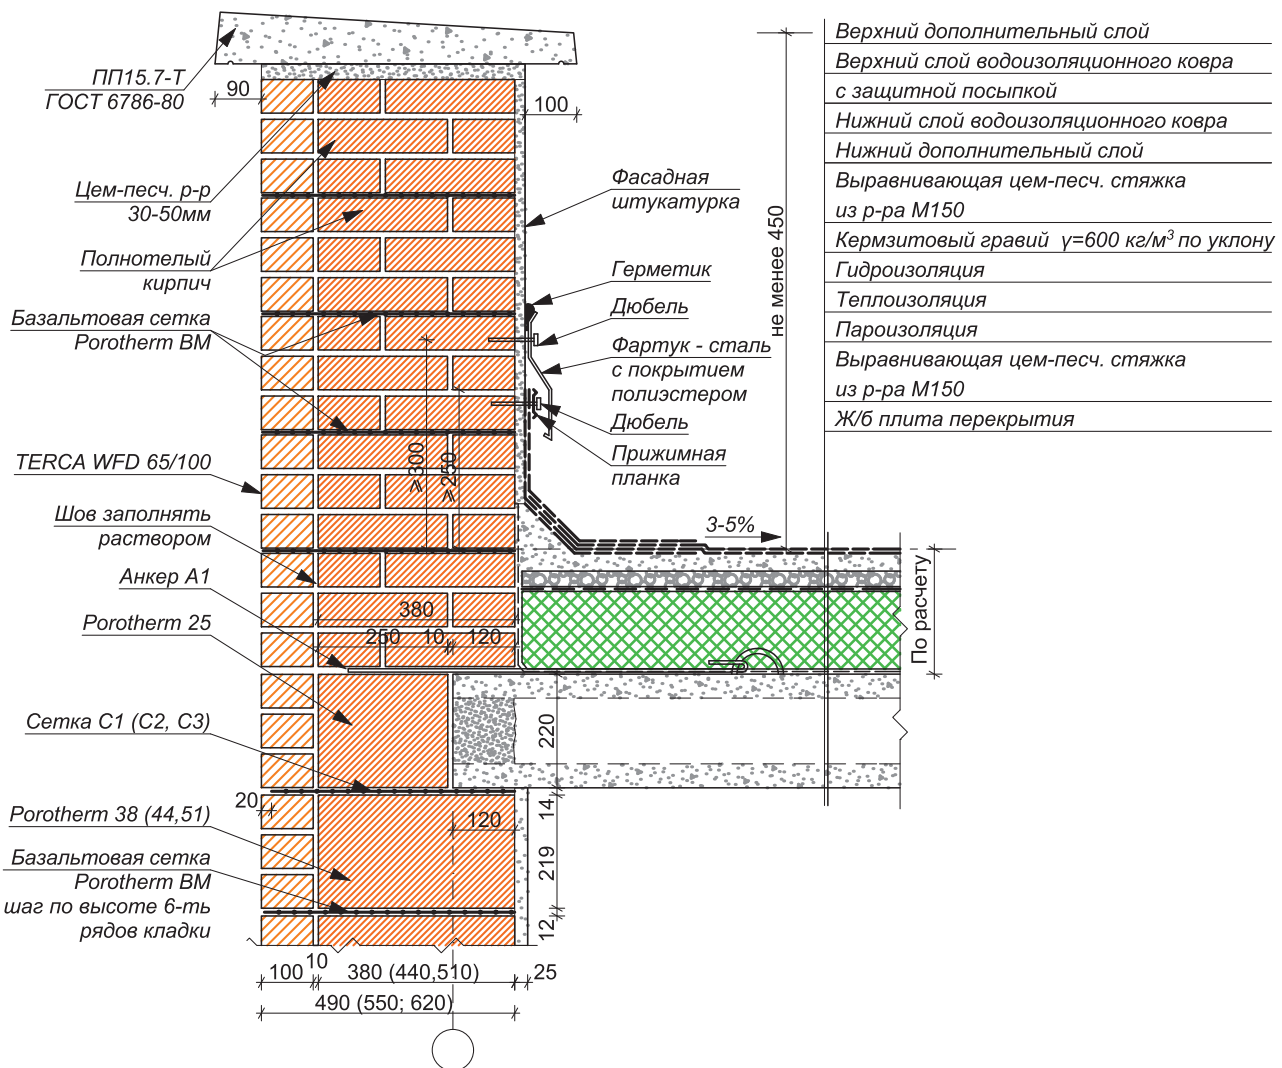 ПП15.7-Т
ГОСТ 6786-80
90
100
Цем-песч. р-р
30-50мм
Полнотелый
кирпич
Базальтовая сетка
Porotherm BM
TERCA WFD 65/100
Шов заполнять
раствором
Анкер А1
Porotherm 25
Сетка С1 (С2, С3)
20
Porotherm 38 (44,51)
Базальтовая сетка
Porotherm BM
шаг по высоте 6-ть
рядов кладки
Фасадная
штукатурка
Герметик
Дюбель
Фартук - сталь
с покрытием
полиэстером
Дюбель
Прижимная
планка
⩾300
⩾250
3-5%
не менее 450
По расчету
380
250
10
120
220
14
120
219
12
10
100
380 (440,510)
25
490 (550; 620)
Верхний дополнительный слой
Верхний слой водоизоляционного ковра
с защитной посыпкой
Нижний слой водоизоляционного ковра
Нижний дополнительный слой
Выравнивающая цем-песч. стяжка
из р-ра М150
Кермзитовый гравий γ=600 кг/м³ по уклону
Гидроизоляция
Теплоизоляция
Пароизоляция
Выравнивающая цем-песч. стяжка
из р-ра М150
Ж/б плита перекрытия